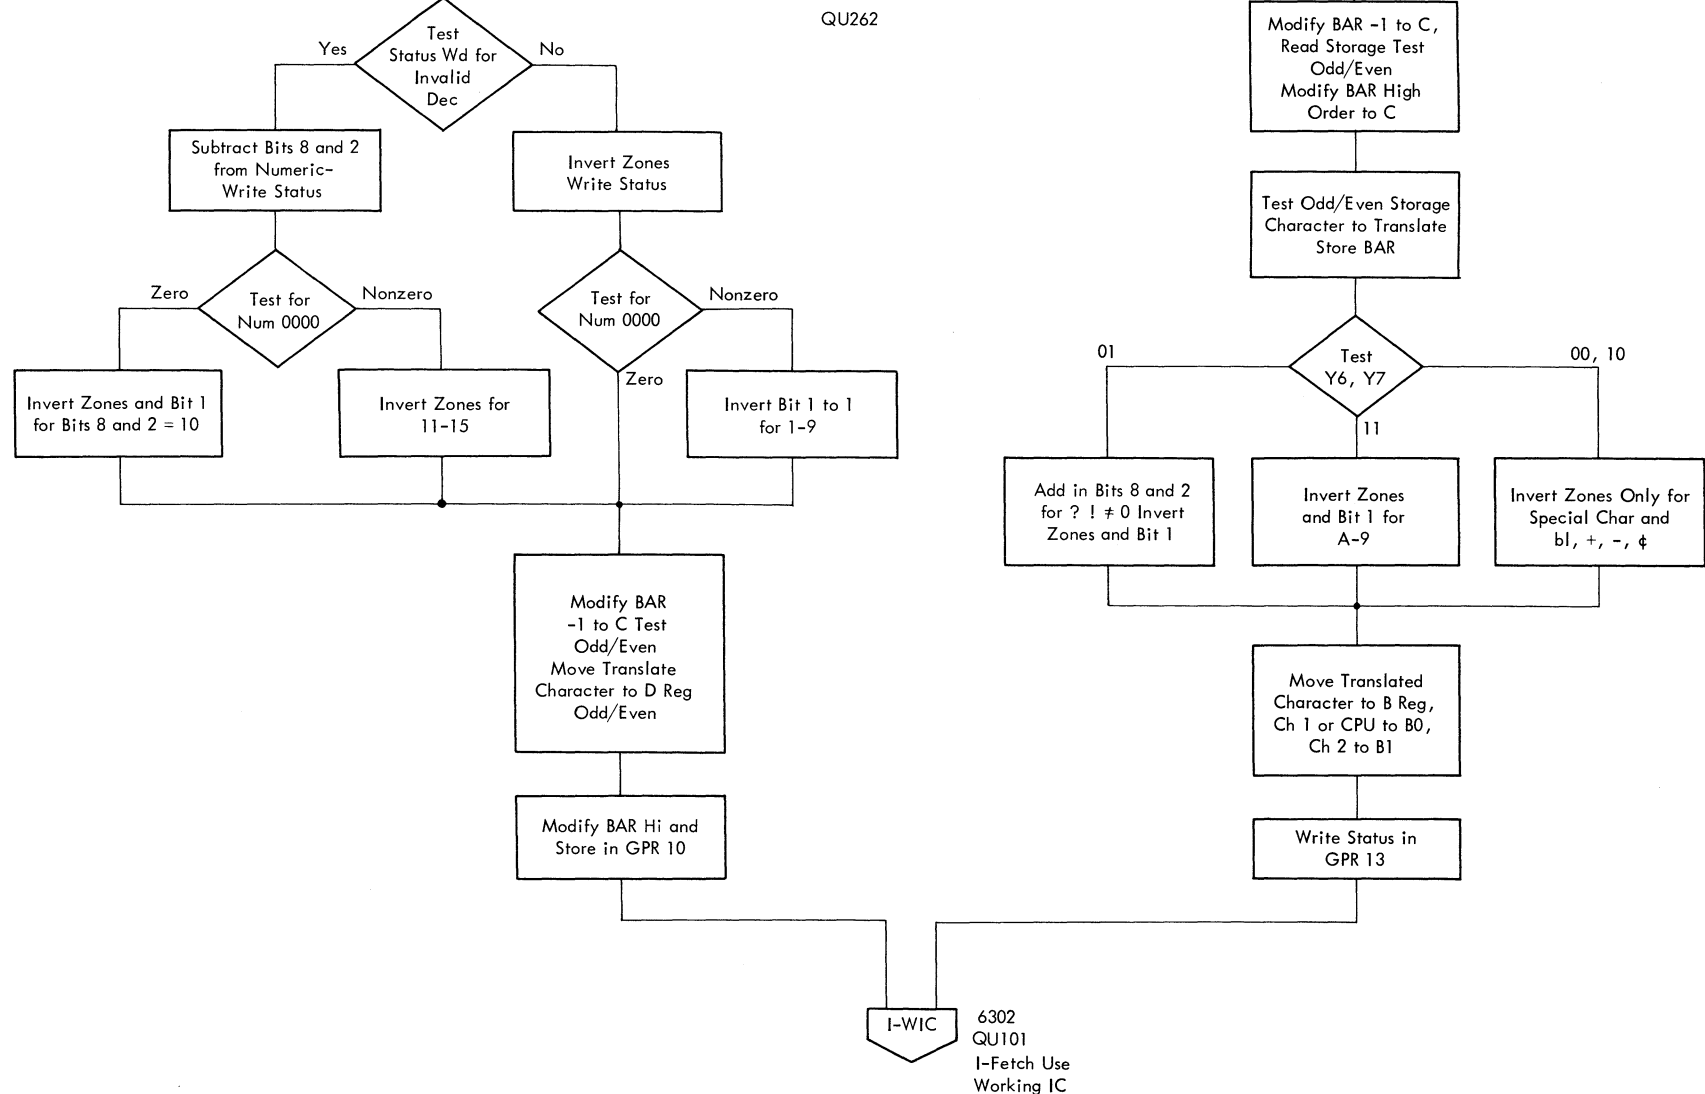 QU262
Test
Status Wd for
Invalid
Dec
Yes
No
Subtract Bits 8 and 2
from Numeric-
Write Status
Invert Zones
Write Status
Test for
Num 0000
Zero
Nonzero
Test for
Num 0000
Nonzero
Zero
Invert Zones and Bit 1
for Bits 8 and 2 = 10
Invert Zones for
11-15
Invert Bit 1 to 1
for 1-9
Modify BAR
-1 to C Test
Odd/Even
Move Translate
Character to D Reg
Odd/Even
Modify BAR Hi and
Store in GPR 10
Modify BAR -1 to C,
Read Storage Test
Odd/Even
Modify BAR High
Order to C
Test Odd/Even Storage
Character to Translate
Store BAR
Test
Y6, Y7
01
00, 10
11
Add in Bits 8 and 2
for ? ! ≠ 0 Invert
Zones and Bit 1
Invert Zones
and Bit 1 for
A-9
Invert Zones Only for
Special Char and
bl, +, -, ¢
Move Translated
Character to B Reg,
Ch 1 or CPU to B0,
Ch 2 to B1
Write Status in
GPR 13
I-WIC
6302
QU101
I-Fetch Use
Working IC